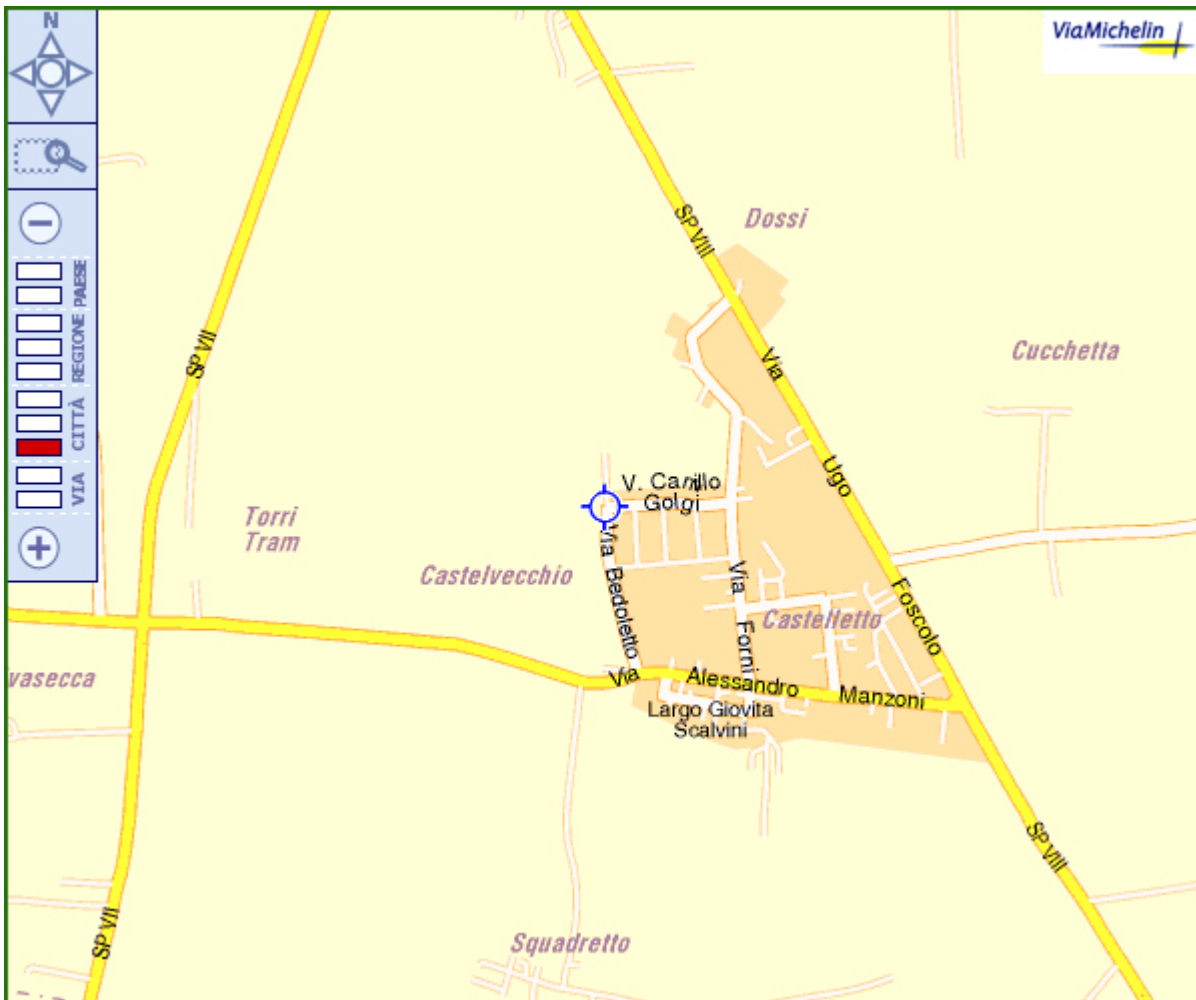 N
ViaMichelin
PAESE
REGIONE
CITTÀ
VIA
SP VIII
Dossi
Via
Cucchetta
SP VII
Ugo
V. Camillo
Golgi
Torri
Tram
Castelvecchio
Via Bedoletto
Via
Forni
Castelletto
Foscolo
vasecca
Via
Alessandro
Manzoni
Largo Giovita
Scalvini
SP VIII
SP VII
Squadretto